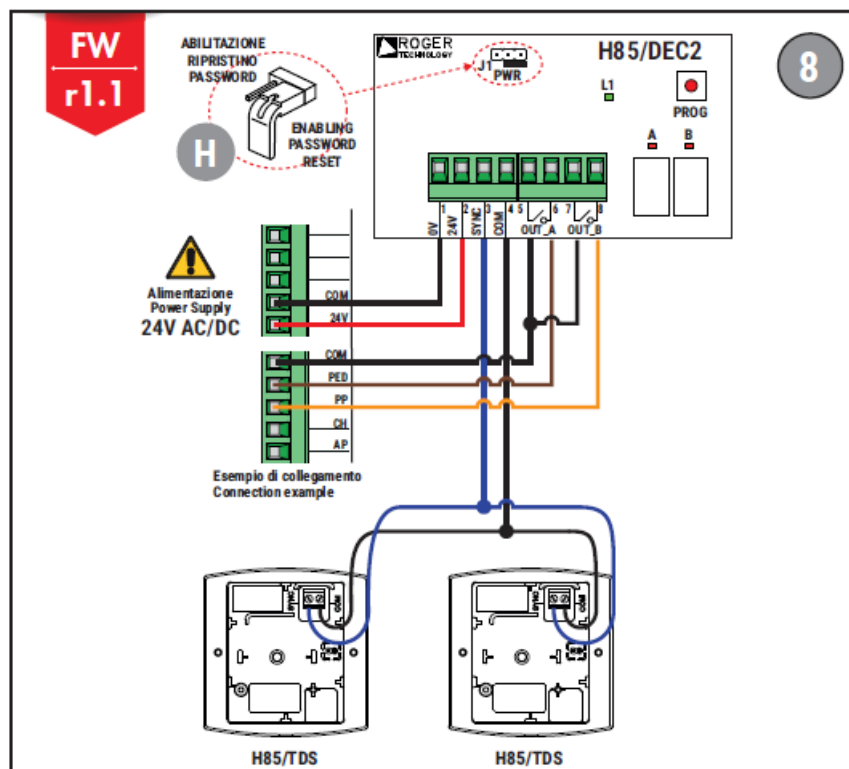 FW
r1.1
ABILITAZIONE
RIPRISTINO
PASSWORD
H
ENABLING
PASSWORD
RESET
ROGER
TECHNOLOGY
J1
PWR
H85/DEC2
L1
PROG
A B
8
1 2 3 4 5 6 7 8
0V 24V SYNC COM OUT_A OUT_B
Alimentazione
Power Supply
24V AC/DC
COM
24V
COM
PED
PP
CH
AP
Esempio di collegamento
Connection example
SYNC COM
SYNC COM
H85/TDS
H85/TDS